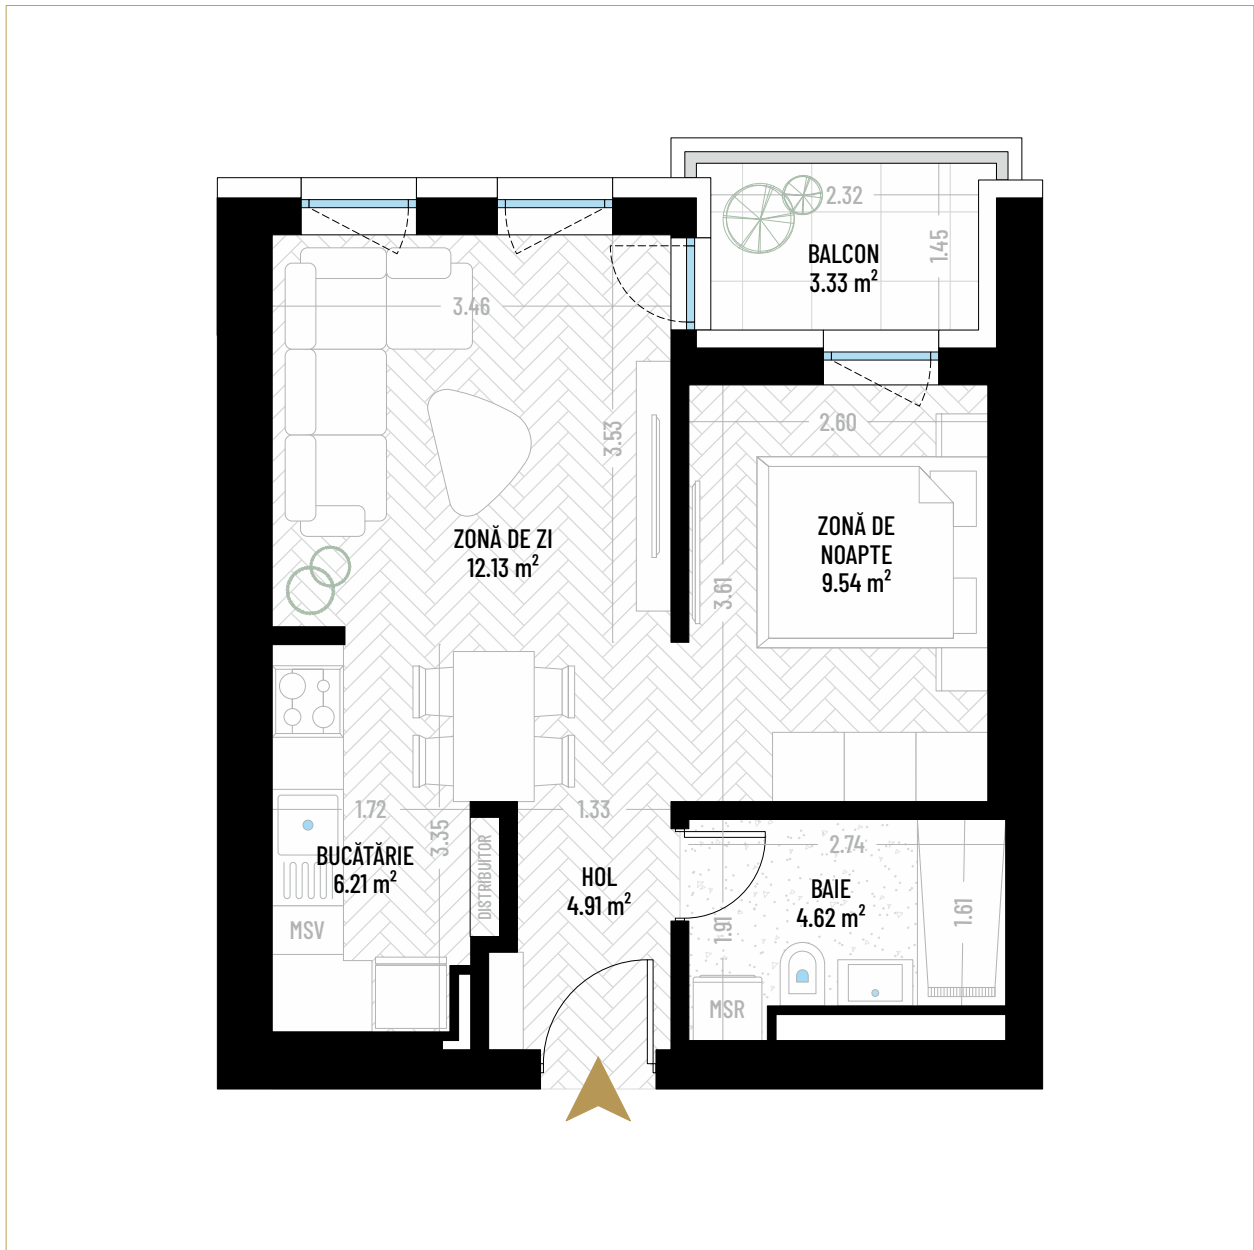 2.32
1.45
BALCON
3.33 m²
3.46
3.53
2.60
ZONĂ DE ZI
12.13 m²
ZONĂ DE
NOAPTE
9.54 m²
3.61
1.72
3.35
1.33
DISTRIBUITOR
BUCĂTĂRIE
6.21 m²
MSV
HOL
4.91 m²
2.74
BAIE
4.62 m²
1.91
1.61
MSR